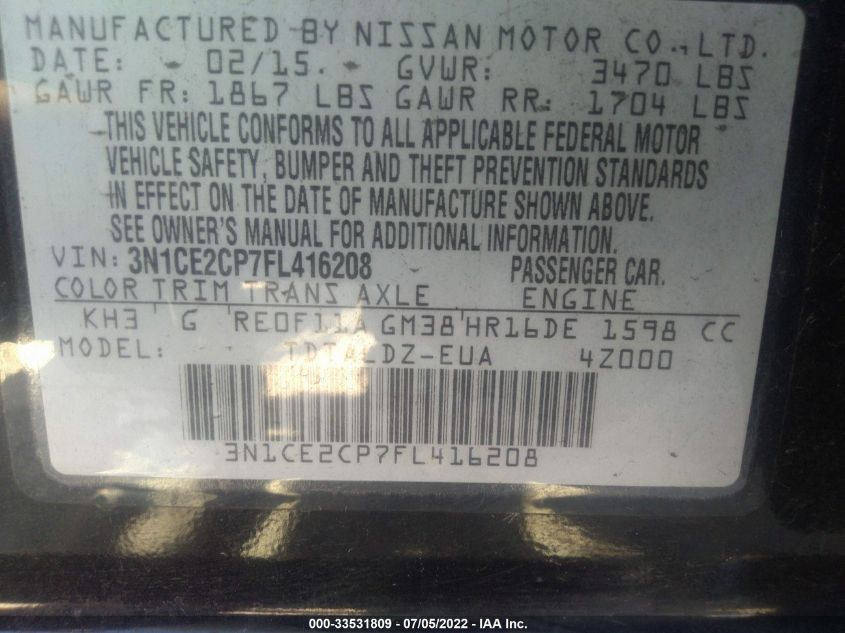 MANUFACTURED BY NISSAN MOTOR CO., LTD.
DATE: 02/15. GVWR: 3470 LBS
GAWR FR: 1867 LBS GAWR RR: 1704 LBS
THIS VEHICLE CONFORMS TO ALL APPLICABLE FEDERAL MOTOR
VEHICLE SAFETY, BUMPER AND THEFT PREVENTION STANDARDS
IN EFFECT ON THE DATE OF MANUFACTURE SHOWN ABOVE.
SEE OWNER'S MANUAL FOR ADDITIONAL INFORMATION.
VIN: 3N1CE2CP7FL416208 PASSENGER CAR.
COLOR TRIM TRANS AXLE ENGINE
KH3 G RE0F11A GM38 HR16DE 1598 CC
MODEL: TDTALDZ-EUA 4Z000
3N1CE2CP7FL416208
000-33531809 - 07/05/2022 - IAA Inc.